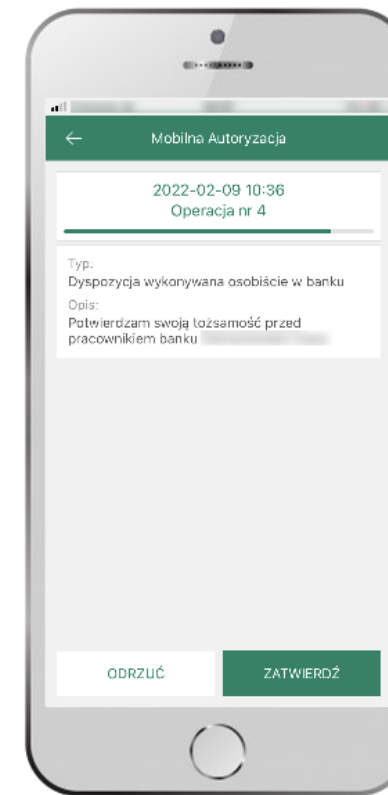 Mobilna Autoryzacja
2022-02-09 10:36
Operacja nr 4
Typ:
Dyspozycja wykonywana osobiście w banku
Opis:
Potwierdzam swoją tożsamość przed
pracownikiem banku
ODRZUĆ
ZATWIERDŹ